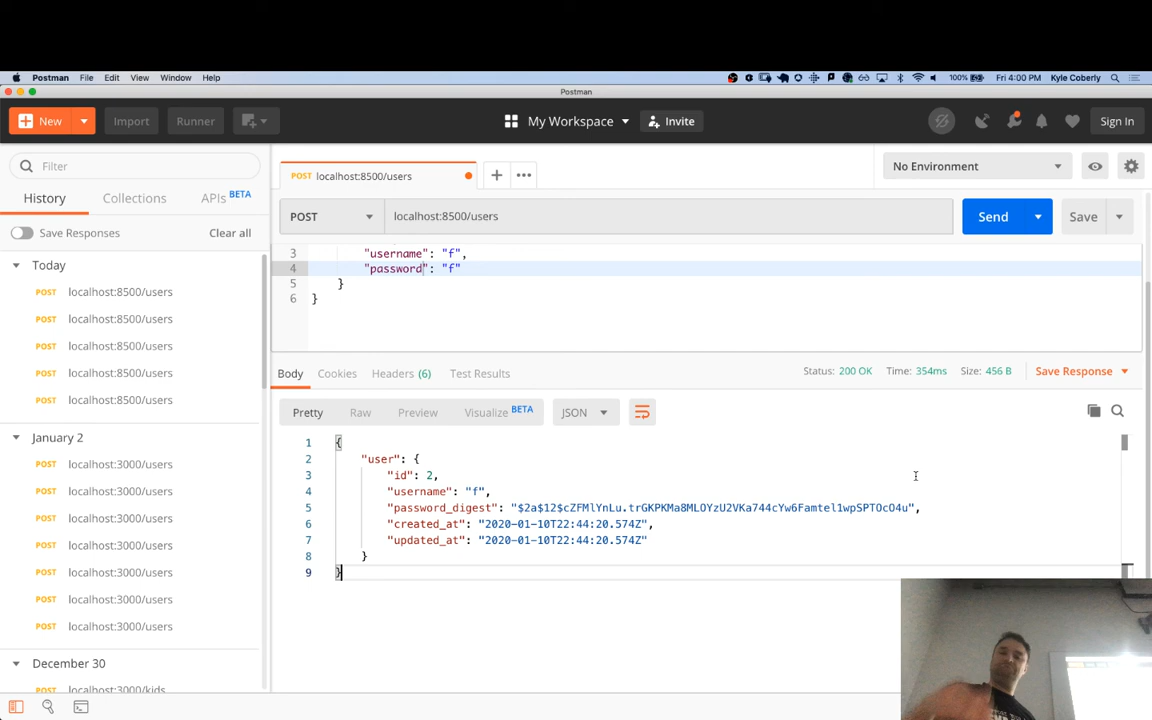 Postman File Edit View Window Help 100% Fri 4:00 PM Kyle Coberly
Postman
New Import Runner My Workspace Invite Sign In
Filter
History Collections APIs BETA
Save Responses Clear all
Today
POST localhost:8500/users
POST localhost:8500/users
POST localhost:8500/users
POST localhost:8500/users
POST localhost:8500/users
January 2
POST localhost:3000/users
POST localhost:3000/users
POST localhost:3000/users
POST localhost:3000/users
POST localhost:3000/users
POST localhost:3000/users
POST localhost:3000/users
December 30
POST localhost:3000/kids
POST localhost:8500/users + ••• No Environment
POST localhost:8500/users Send Save
3 "username": "f",
4 "password": "f"
5 }
6 }
Body Cookies Headers (6) Test Results Status: 200 OK Time: 354ms Size: 456 B Save Response
Pretty Raw Preview Visualize BETA JSON
1 {
2 "user": {
3 "id": 2,
4 "username": "f",
5 "password_digest": "$2a$12$cZFMlYnLu.trGKPKMa8MLOYzU2VKa744cYw6Famtel1wpSPTOcO4u",
6 "created_at": "2020-01-10T22:44:20.574Z",
7 "updated_at": "2020-01-10T22:44:20.574Z"
8 }
9 }